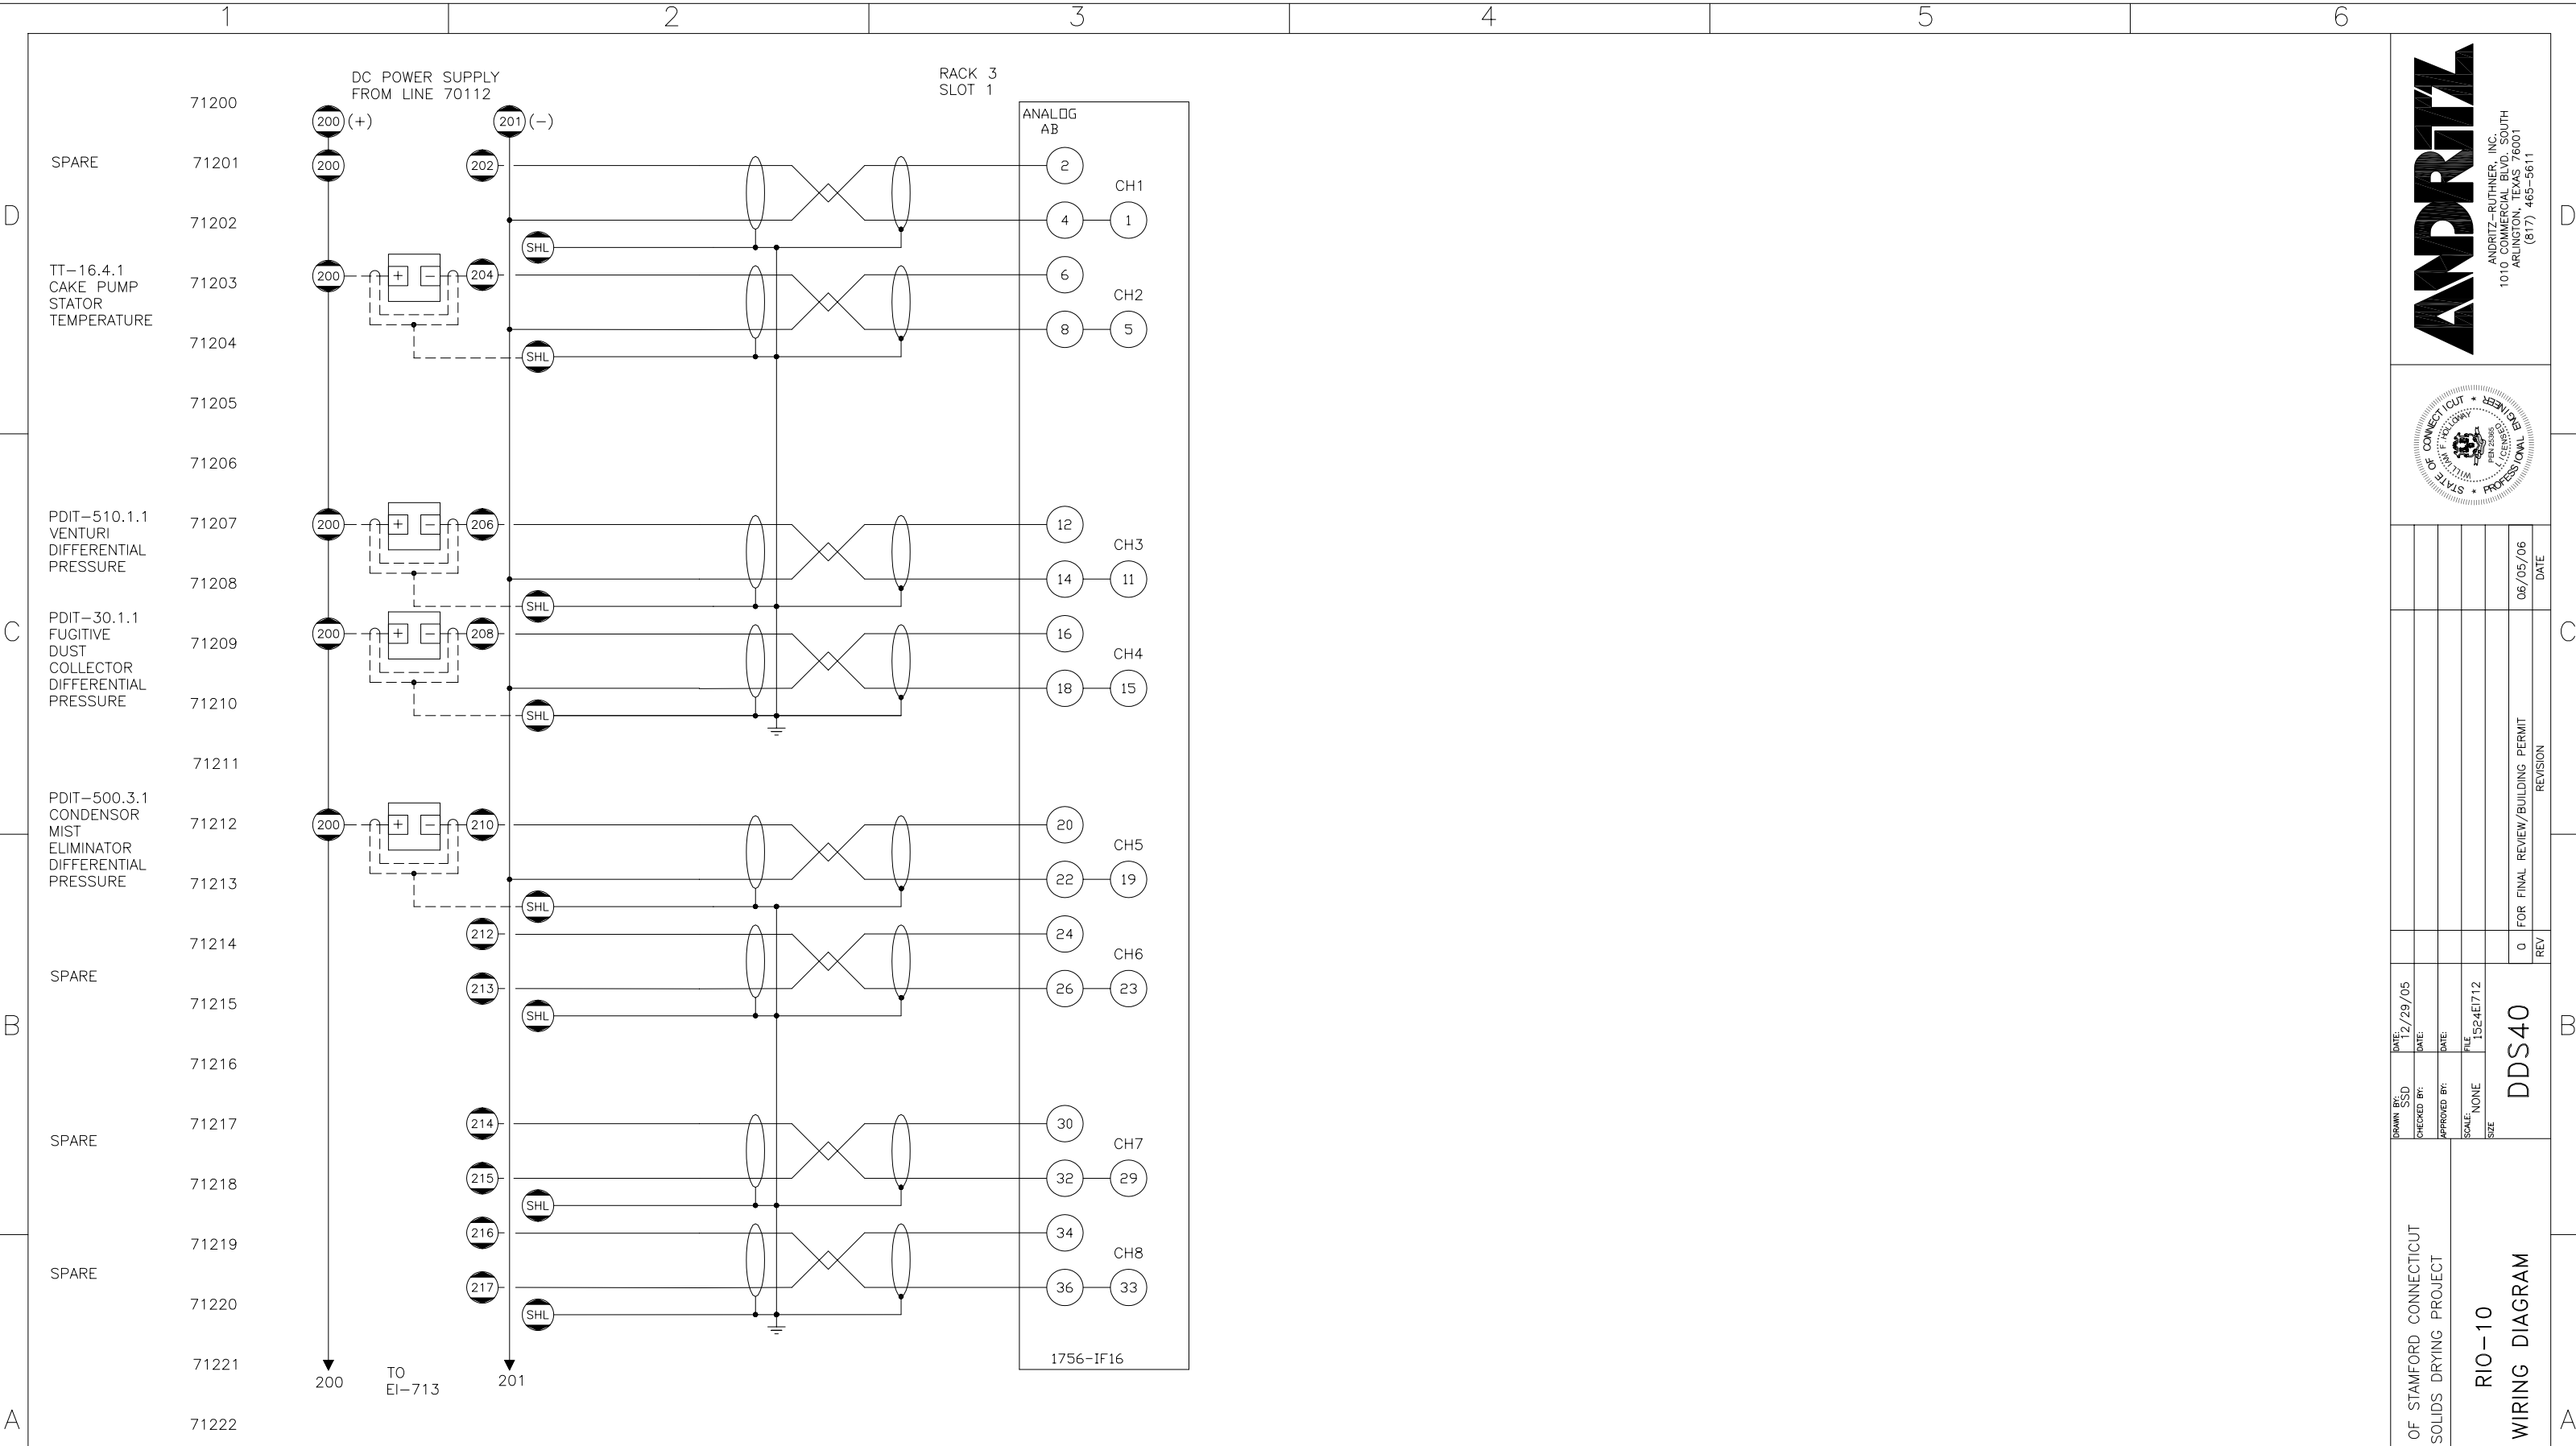 1 2 3 4 5 6
DC POWER SUPPLY
FROM LINE 70112
RACK 3
SLOT 1
71200
200 (+) 201 (-)
ANALOG
AB
SPARE 71201 200 202 2
CH1
D D
71202 4 1
SHL
TT-16.4.1
CAKE PUMP
STATOR
TEMPERATURE
71203 200 + - 204 6
CH2
8 5
71204 SHL
71205
71206
PDIT-510.1.1
VENTURI
DIFFERENTIAL
PRESSURE
71207 200 + - 206 12
CH3
71208 14 11
SHL
PDIT-30.1.1
FUGITIVE
DUST
COLLECTOR
DIFFERENTIAL
PRESSURE
C C
71209 200 + - 208 16
CH4
18 15
71210 SHL
71211
PDIT-500.3.1
CONDENSOR
MIST
ELIMINATOR
DIFFERENTIAL
PRESSURE
71212 200 + - 210 20
CH5
71213 22 19
SHL
71214 212 24
CH6
SPARE
71215 213 26 23
SHL
B B
71216
71217 214 30
SPARE
CH7
71218 215 32 29
SHL
71219 216 34
CH8
SPARE
217 36 33
71220 SHL
71221
1756-IF16
200 TO
EI-713
201
A A
71222
ANDRITZ
ANDRITZ-RUTHNER, INC.
1010 COMMERCIAL BLVD. SOUTH
ARLINGTON, TEXAS 76001
(817) 465-5611
STATE OF CONNECTICUT * PROFESSIONAL ENGINEER *
WILLIAM F HOLLOWAY
PEN 25365
LICENSED
0 FOR FINAL REVIEW/BUILDING PERMIT 06/05/06
REV REVISION DATE
DRAWN BY: SSD DATE: 12/29/05
CHECKED BY: DATE:
APPROVED BY: DATE:
SCALE: NONE FILE 1524EI712
SIZE
DDS40
OF STAMFORD CONNECTICUT
SOLIDS DRYING PROJECT
RIO-10
WIRING DIAGRAM